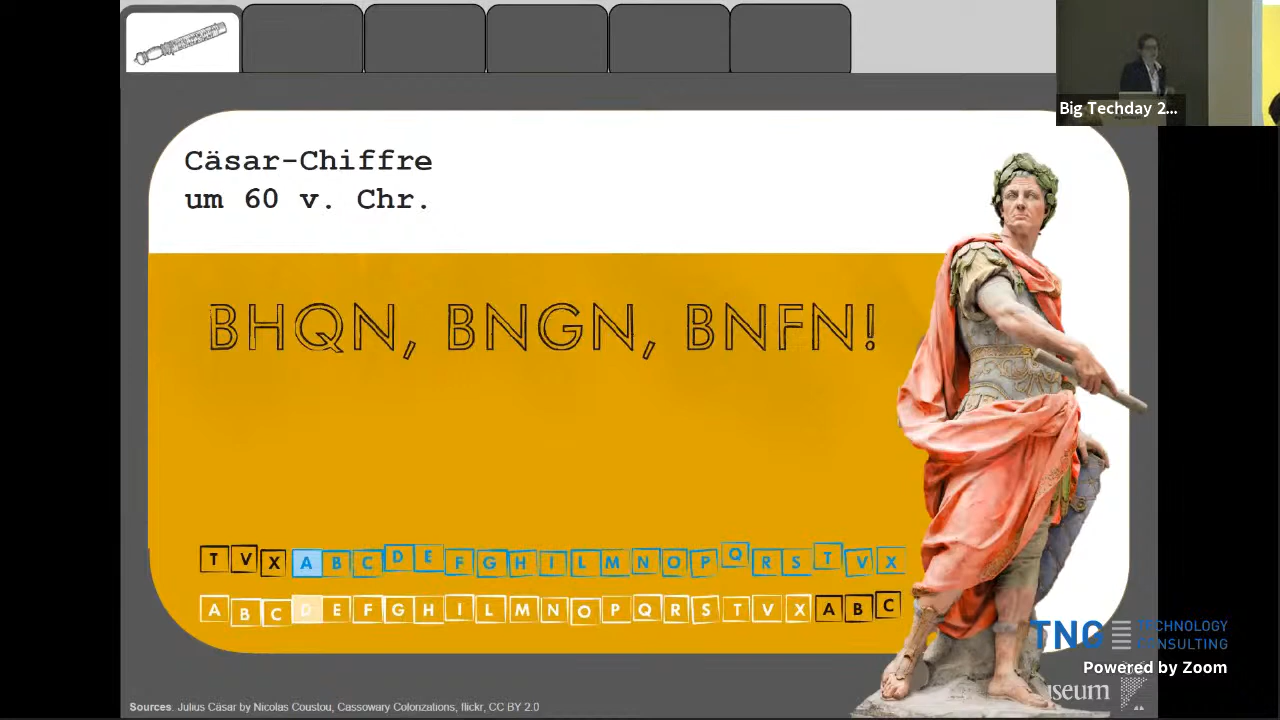 Big Techday 2...
Cäsar-Chiffre
um 60 v. Chr.
BHQN, BNGN, BNFN!
T V X A B C D E F G H I L M N O P Q R S T V X
A B C D E F G H I L M N O P Q R S T V X A B C
TNG TECHNOLOGY
CONSULTING
Powered by Zoom
seum
Sources: Julius Cäsar by Nicolas Coustou, Cassowary Colonizations, flickr, CC BY 2.0